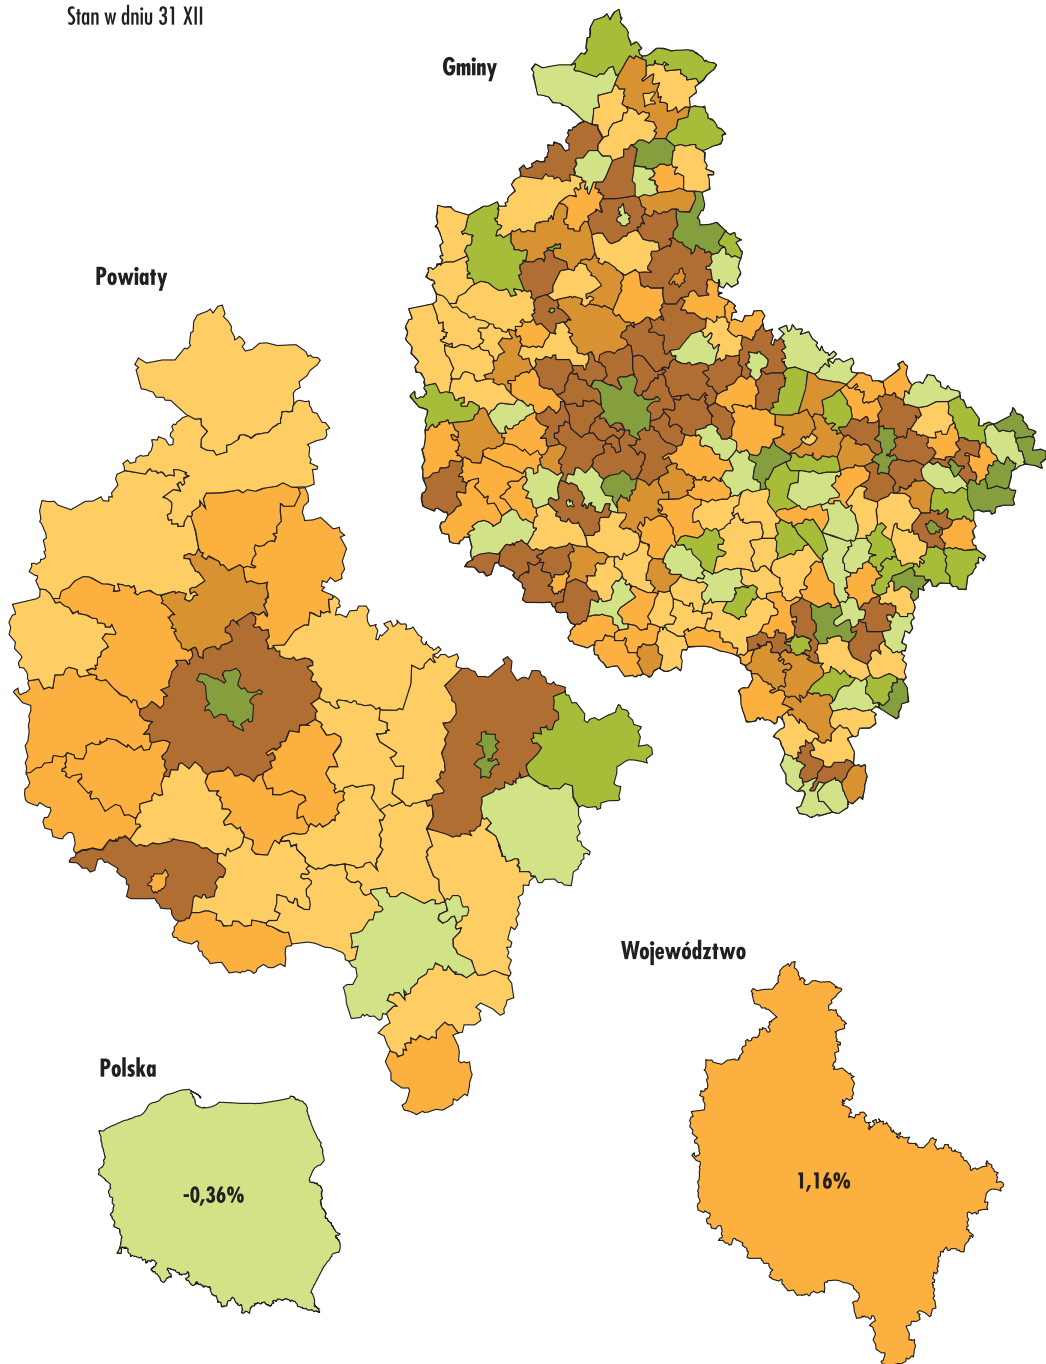 Stan w dniu 31 XII
Gminy
Powiaty
Województwo
Polska
-0,36%
1,16%